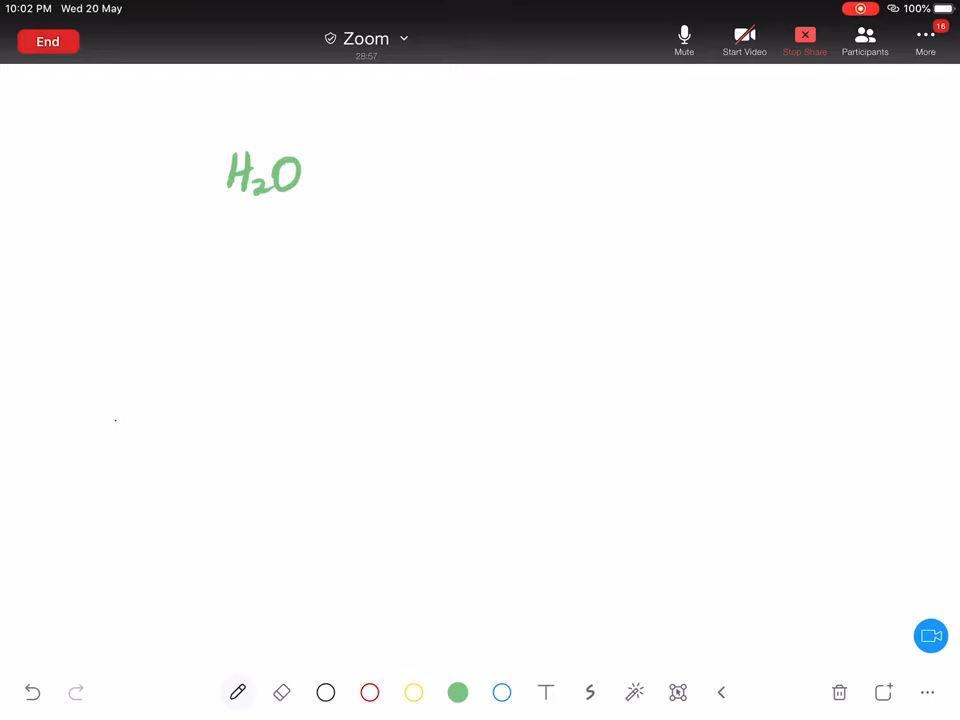 10:02 PM Wed 20 May 100%
End
Zoom
28:57
Mute
Start Video
Stop Share
Participants
More
16
H₂O
T